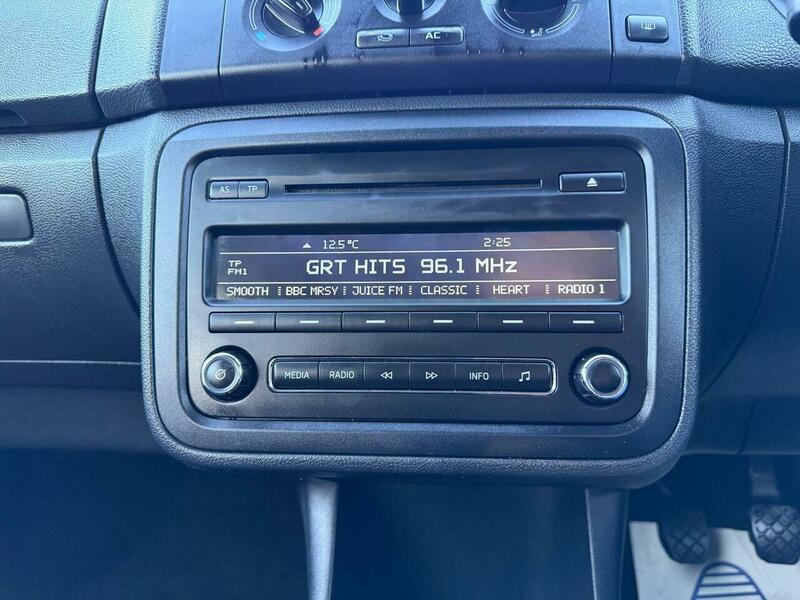 AC
AS TP
12.5°C 2:25
TP
FM1
GRT HITS 96.1 MHz
SMOOTH BBC MRSY JUICE FM CLASSIC HEART RADIO 1
MEDIA RADIO INFO